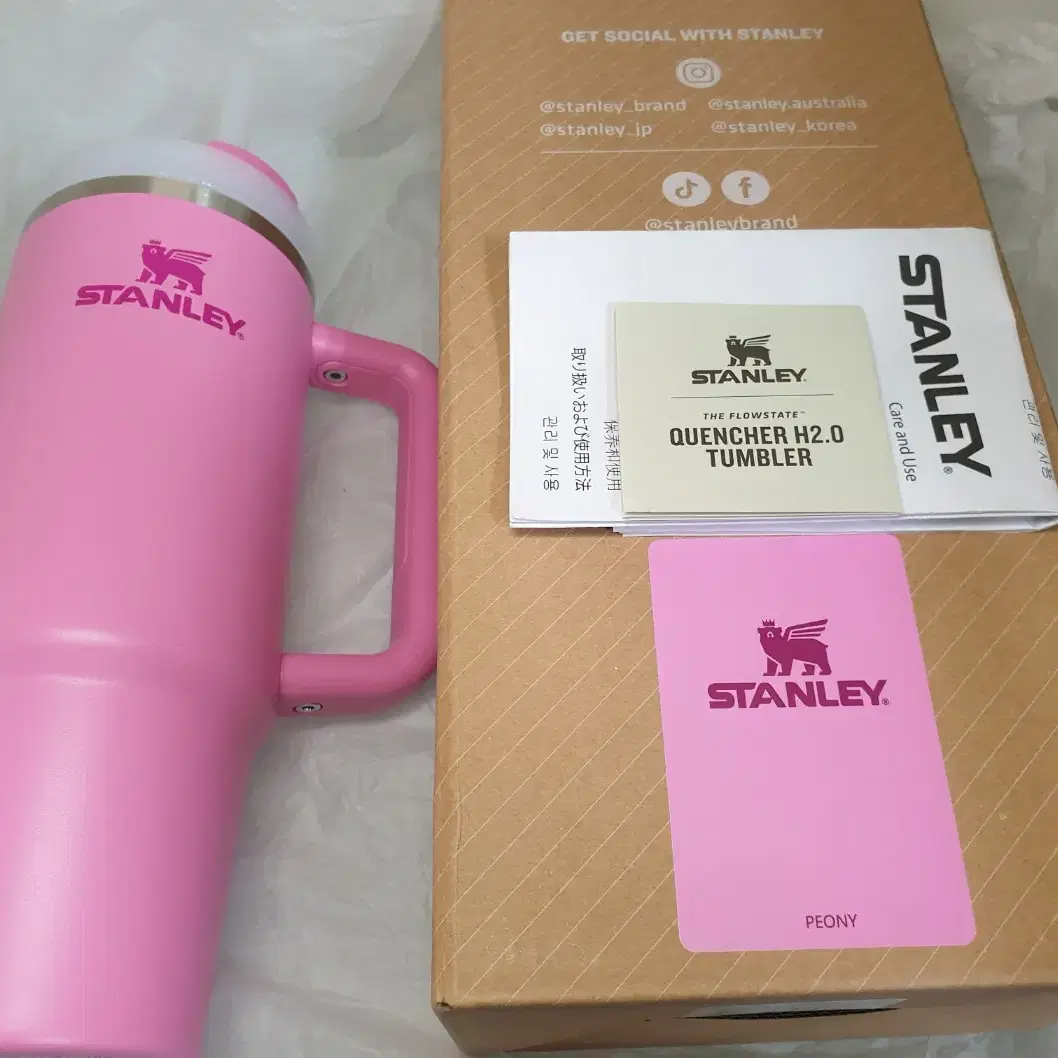 STANLEY
GET SOCIAL WITH STANLEY
@stanley_brand @stanley.australia
@stanley_jp @stanley_korea
@stanleybrand
STANLEY
Care and Use
관리 및 사용
保养和使用
取り扱いおよび使用方法
관리 및 사용
STANLEY
THE FLOWSTATE™
QUENCHER H2.0
TUMBLER
STANLEY
PEONY